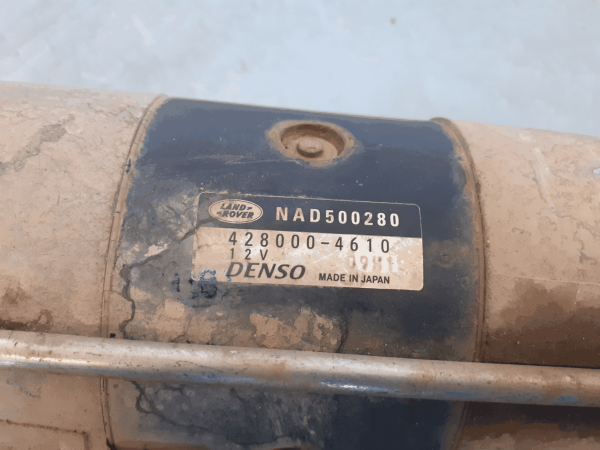 LAND-
-ROVER
NAD500280
428000-4610
12V
DENSO MADE IN JAPAN